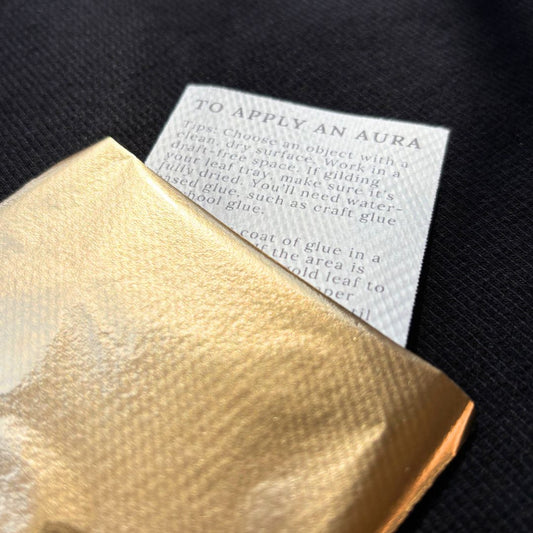 TO APPLY AN AURA
Tips: Choose an object with a
clean, dry surface. Work in a
draft-free space. If gilding
your leaf tray, make sure it's
fully dried. You'll need water-
based glue, such as craft glue
school glue.
coat of glue in a
If the area is
gold leaf to